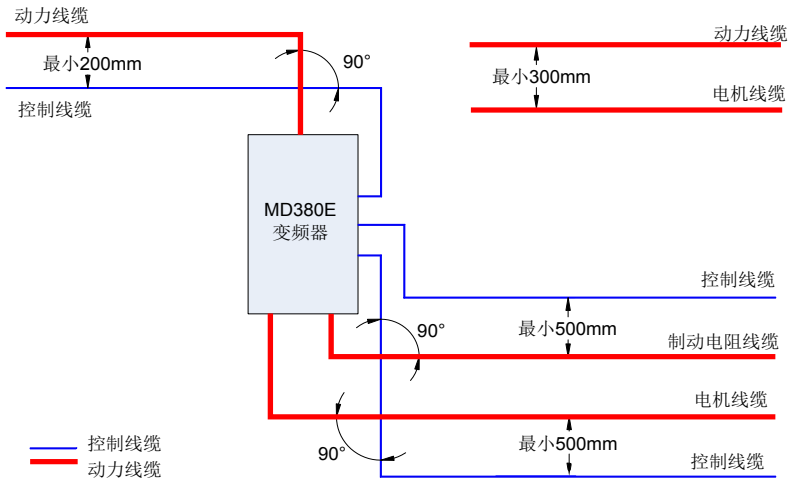 动力线缆
最小200mm
90°
控制线缆
动力线缆
最小300mm
电机线缆
MD380E
变频器
控制线缆
最小500mm
90°
制动电阻线缆
电机线缆
最小500mm
90°
控制线缆
控制线缆
动力线缆